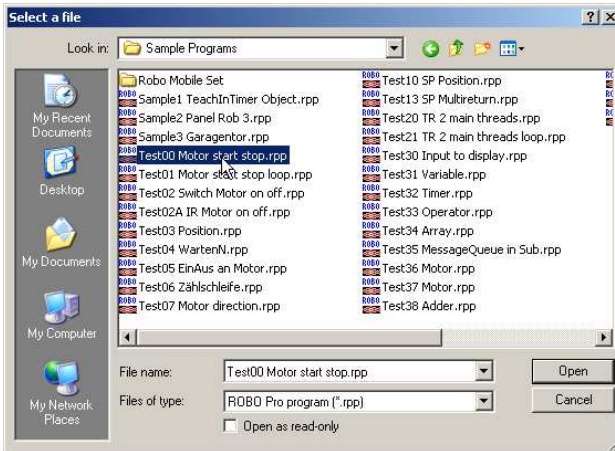 Select a file
Look in: Sample Programs
My Recent Documents
Desktop
My Documents
My Computer
My Network Places
Robo Mobile Set
Sample1 TeachInTimer Object.rpp
Sample2 Panel Rob 3.rpp
Sample3 Garagentor.rpp
Test00 Motor start stop.rpp
Test01 Motor start stop loop.rpp
Test02 Switch Motor on off.rpp
Test02A IR Motor on off.rpp
Test03 Position.rpp
Test04 WartenN.rpp
Test05 EinAus an Motor.rpp
Test06 Zählschleife.rpp
Test07 Motor direction.rpp
Test10 SP Position.rpp
Test13 SP Multireturn.rpp
Test20 TR 2 main threads.rpp
Test21 TR 2 main threads loop.rpp
Test30 Input to display.rpp
Test31 Variable.rpp
Test32 Timer.rpp
Test33 Operator.rpp
Test34 Array.rpp
Test35 MessageQueue in Sub.rpp
Test36 Motor.rpp
Test37 Motor.rpp
Test38 Adder.rpp
File name: Test00 Motor start stop.rpp Open
Files of type: ROBO Pro program (*.rpp) Cancel
Open as read-only